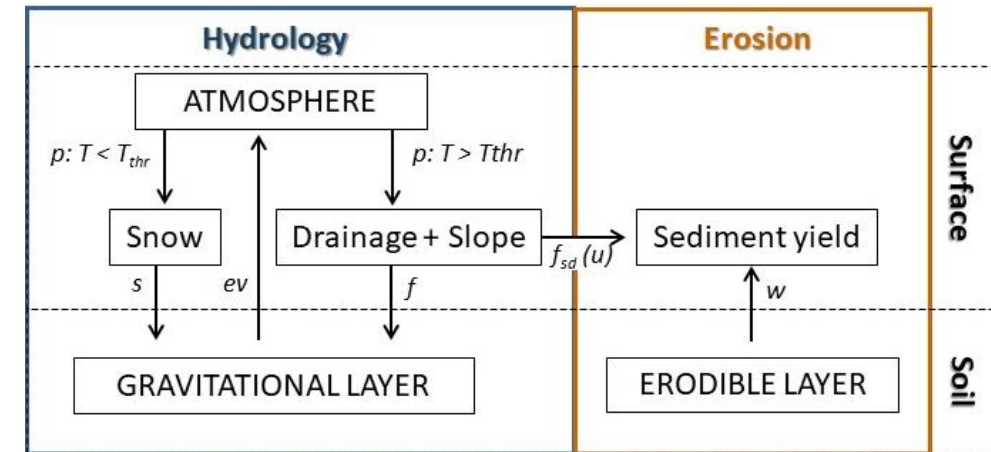 Hydrology
Erosion
ATMOSPHERE
p: T < Tthr
p: T > Tthr
Surface
Snow
Drainage + Slope
Sediment yield
fsd (u)
s
ev
f
w
GRAVITATIONAL LAYER
ERODIBLE LAYER
Soil